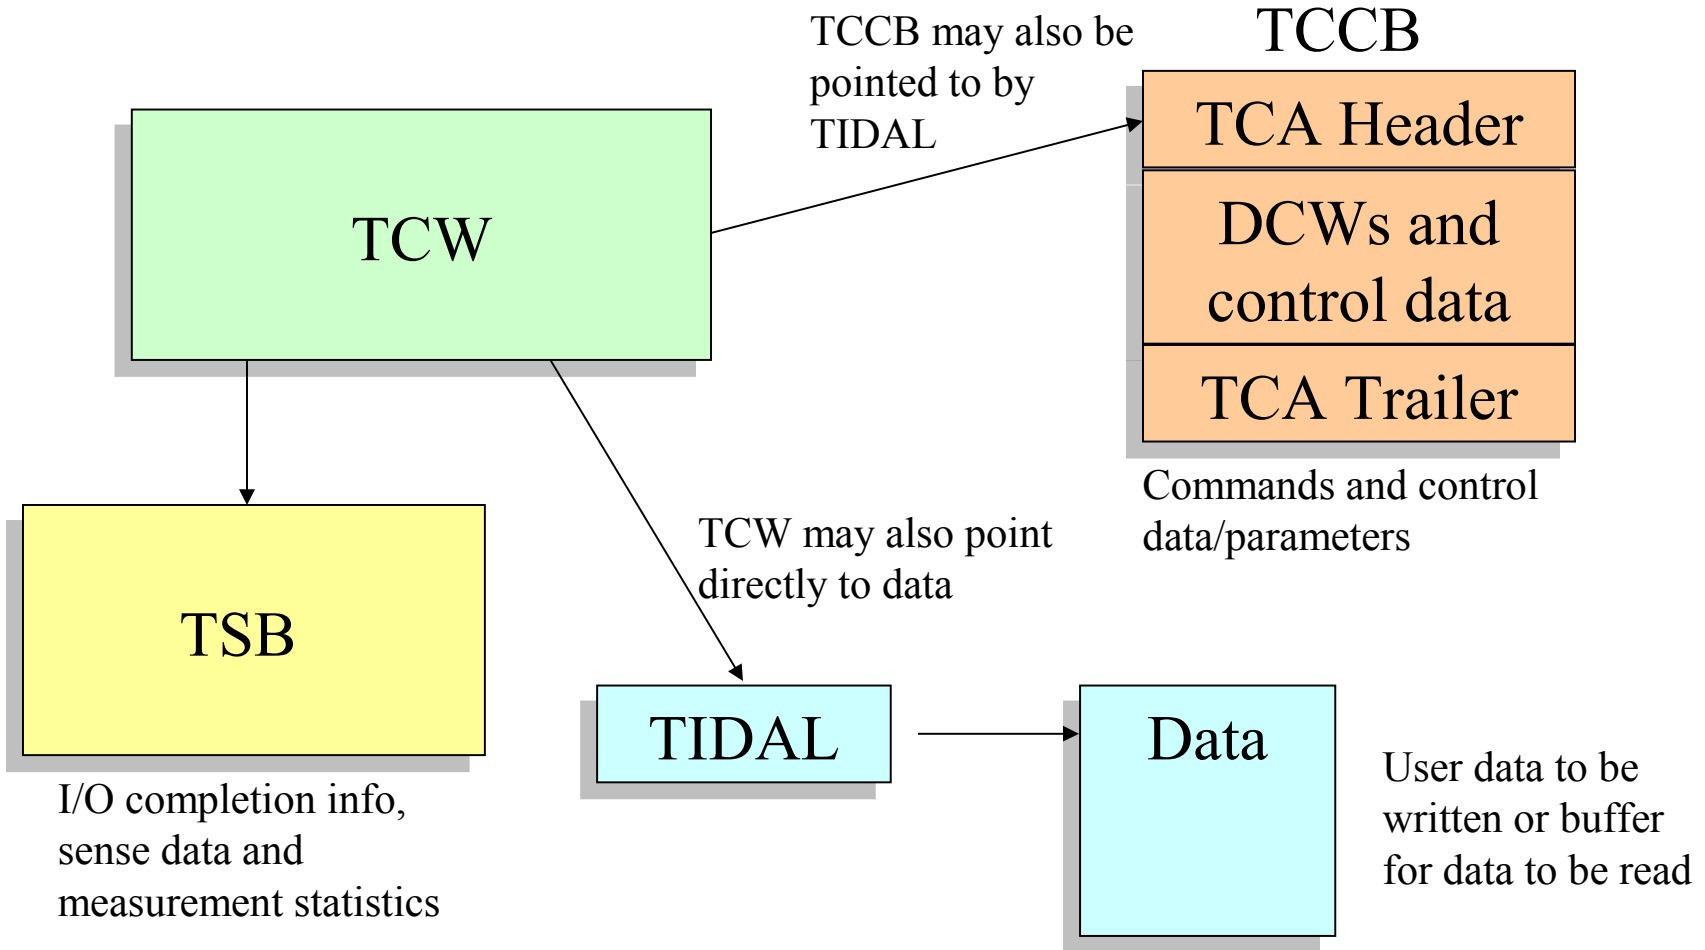 TCCB may also be
pointed to by
TIDAL
TCCB
TCA Header
DCWs and
control data
TCA Trailer
Commands and control
data/parameters
TCW
TCW may also point
directly to data
TSB
I/O completion info,
sense data and
measurement statistics
TIDAL
Data
User data to be
written or buffer
for data to be read